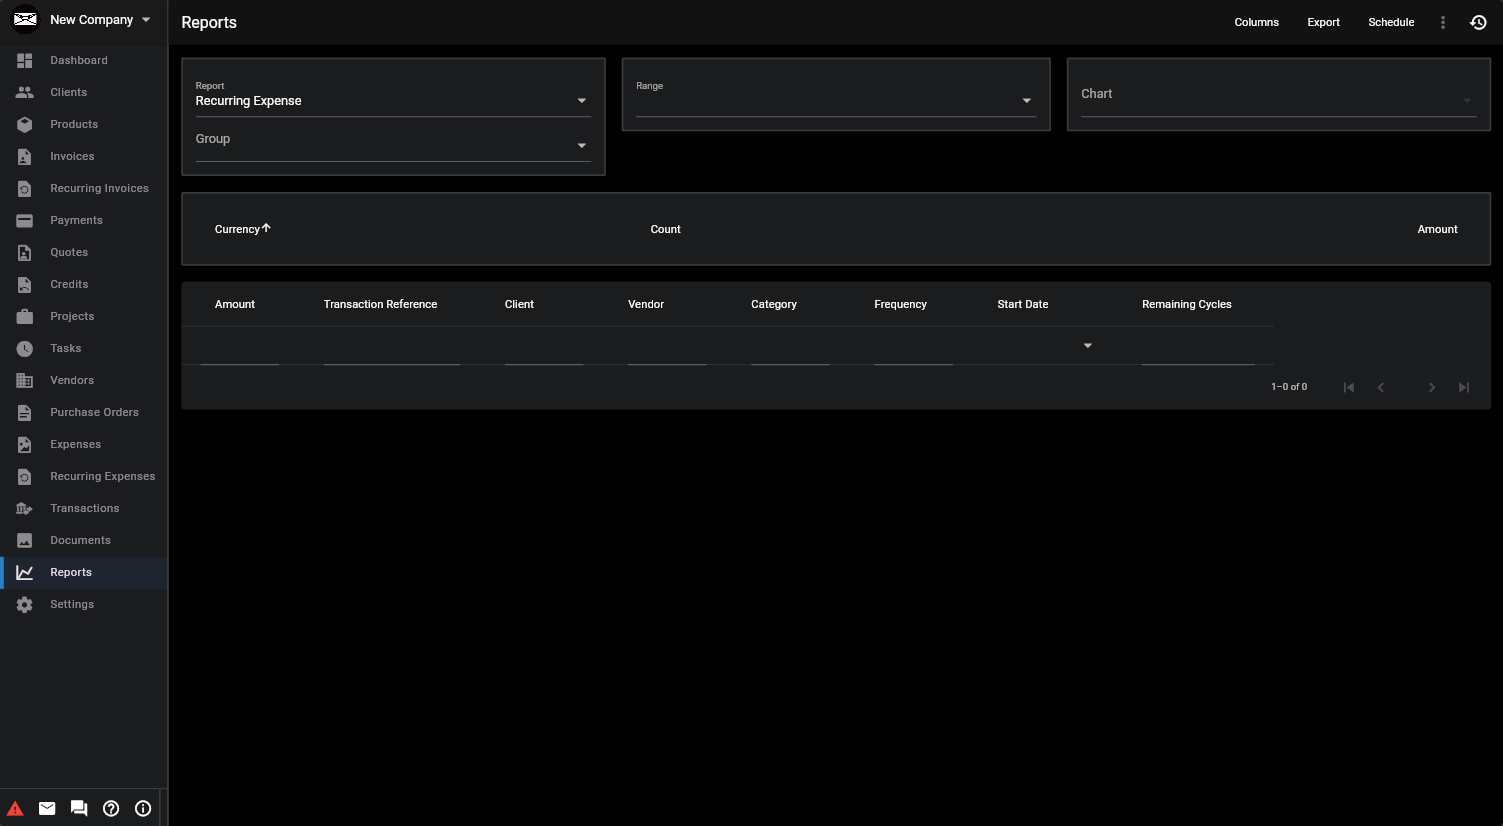 New Company
Reports
Columns
Export
Schedule
Dashboard
Clients
Products
Invoices
Recurring Invoices
Payments
Quotes
Credits
Projects
Tasks
Vendors
Purchase Orders
Expenses
Recurring Expenses
Transactions
Documents
Reports
Settings
Report
Recurring Expense
Group
Range
Chart
Currency
Count
Amount
Amount
Transaction Reference
Client
Vendor
Category
Frequency
Start Date
Remaining Cycles
1–0 of 0